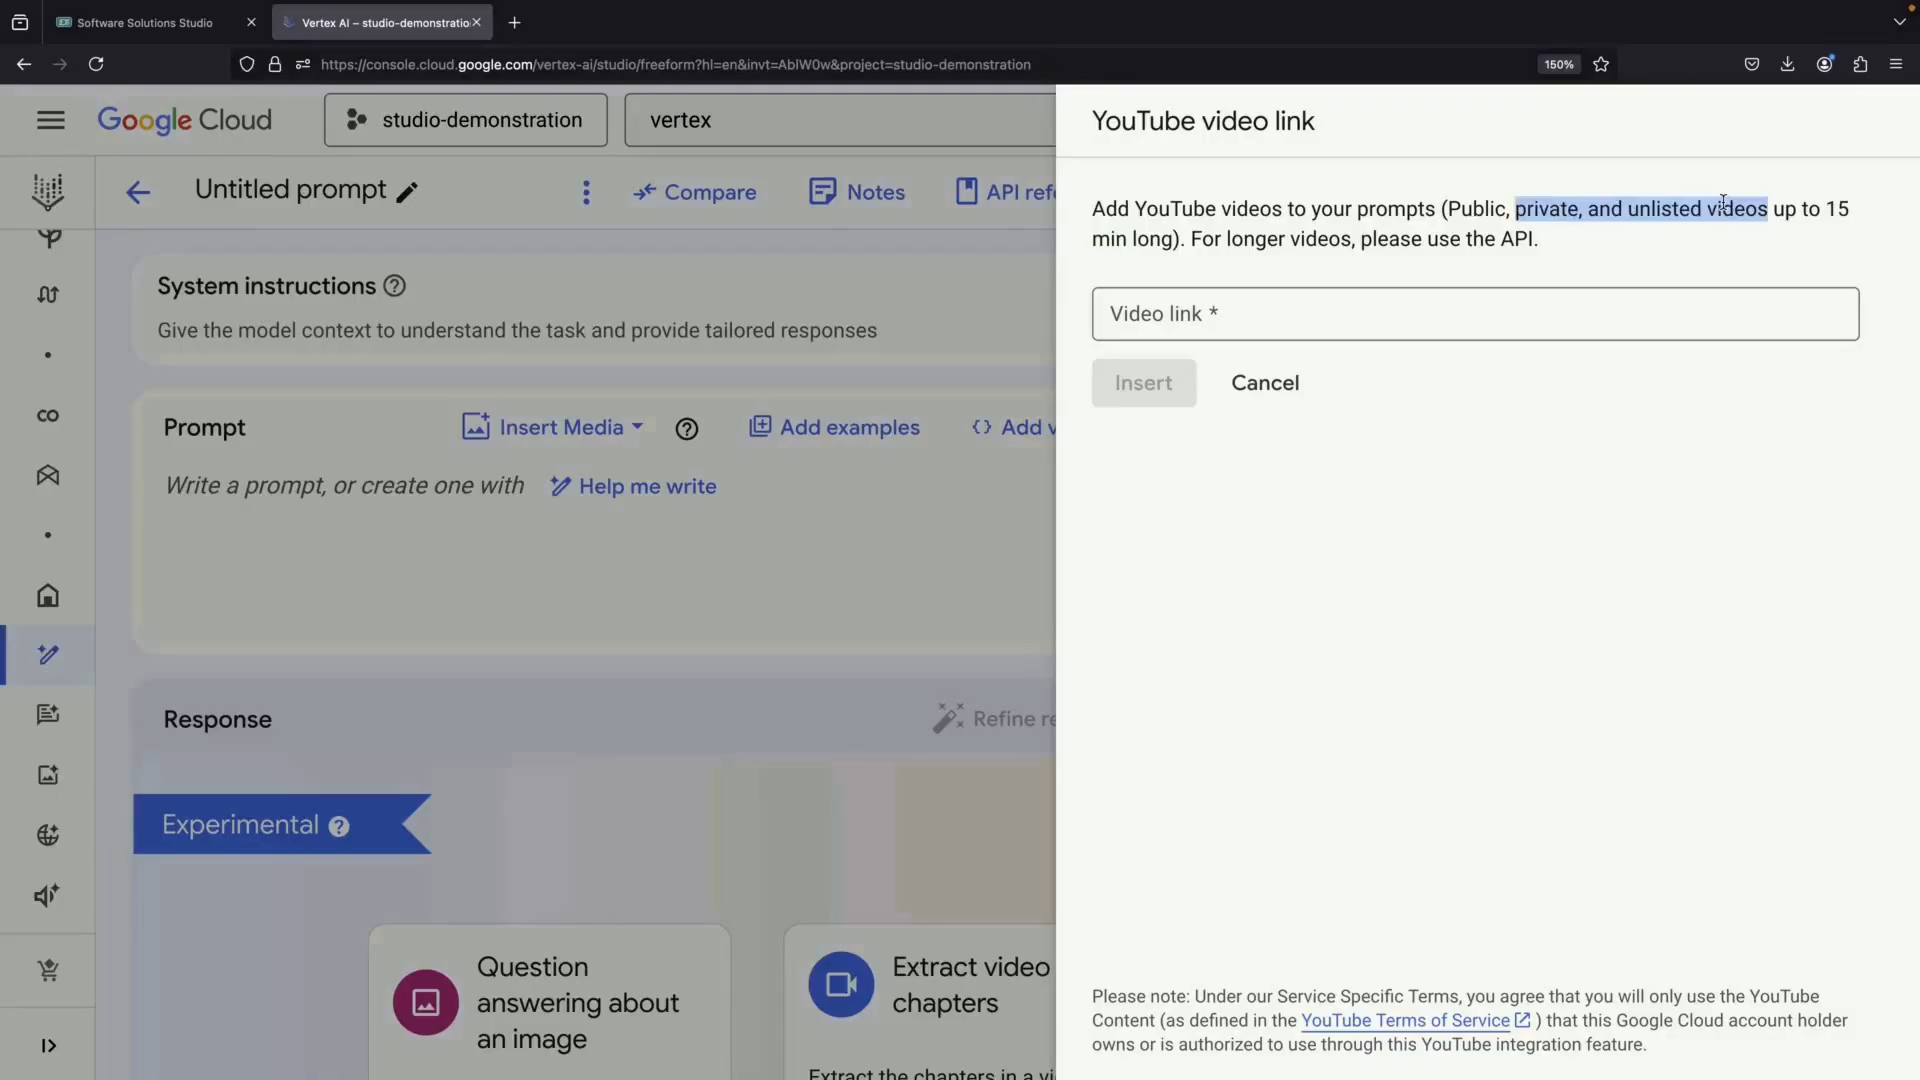 Software Solutions Studio
Vertex AI – studio-demonstratio
https://console.cloud.google.com/vertex-ai/studio/freeform?hl=en&invt=AblW0w&project=studio-demonstration
150%
Google Cloud
studio-demonstration
vertex
Untitled prompt
Compare
Notes
API refe
System instructions
Give the model context to understand the task and provide tailored responses
Prompt
Insert Media
Add examples
Add v
Write a prompt, or create one with
Help me write
Response
Refine re
Experimental
Question
answering about
an image
Extract video
chapters
Extract the chapters in a vi
YouTube video link
Add YouTube videos to your prompts (Public, private, and unlisted videos up to 15
min long). For longer videos, please use the API.
Video link *
Insert
Cancel
Please note: Under our Service Specific Terms, you agree that you will only use the YouTube
Content (as defined in the YouTube Terms of Service ) that this Google Cloud account holder
owns or is authorized to use through this YouTube integration feature.